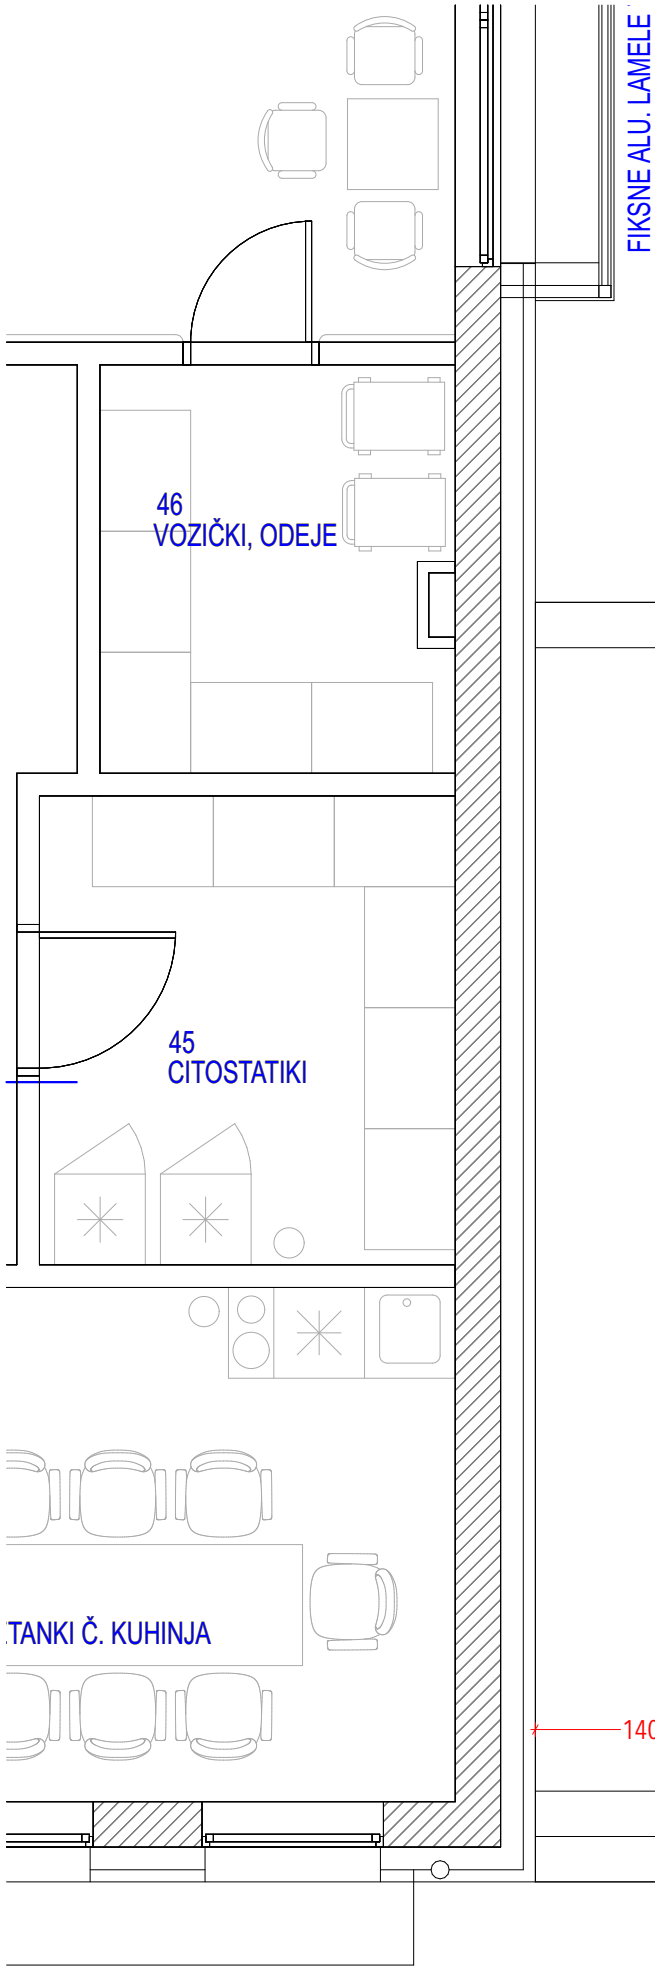 FIKSNE ALU. LAMELE
46
VOZIČKI, ODEJE
45
CITOSTATIKI
TANKI Č. KUHINJA
140